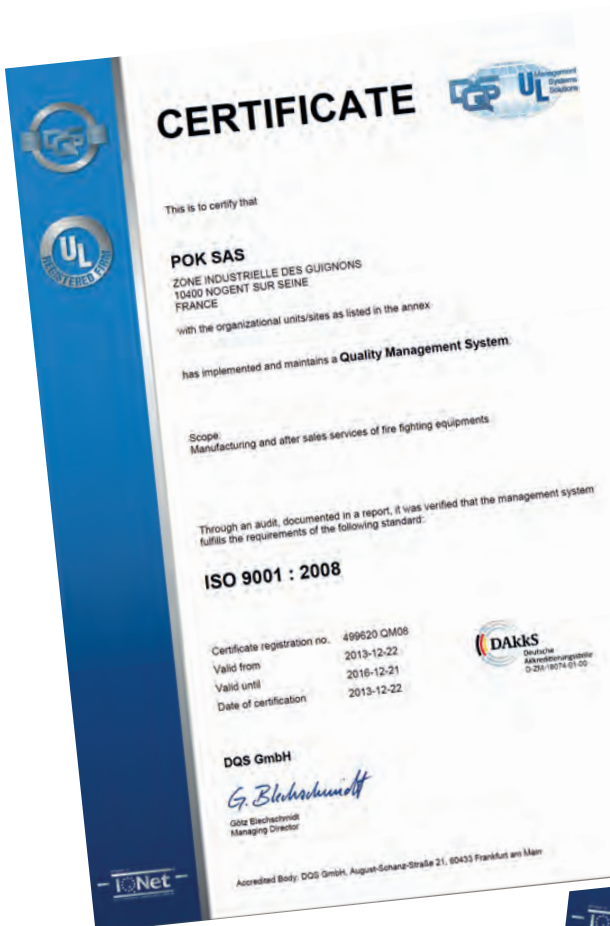 CERTIFICATE
DQS UL Management Systems Solutions
UL
REGISTERED FIRM
This is to certify that
POK SAS
ZONE INDUSTRIELLE DES GUIGNONS
10400 NOGENT SUR SEINE
FRANCE
with the organizational units/sites as listed in the annex
has implemented and maintains a Quality Management System.
Scope:
Manufacturing and after sales services of fire fighting equipments
Through an audit, documented in a report, it was verified that the management system
fulfills the requirements of the following standard:
ISO 9001 : 2008
Certificate registration no. 499620 QM08
Valid from 2013-12-22
Valid until 2016-12-21
Date of certification 2013-12-22
DAkkS
Deutsche
Akkreditierungsstelle
D-ZM-16074-01-00
DQS GmbH
G. Blechschmidt
Götz Blechschmidt
Managing Director
Accredited Body: DQS GmbH, August-Schanz-Straße 21, 60433 Frankfurt am Main
IQNet